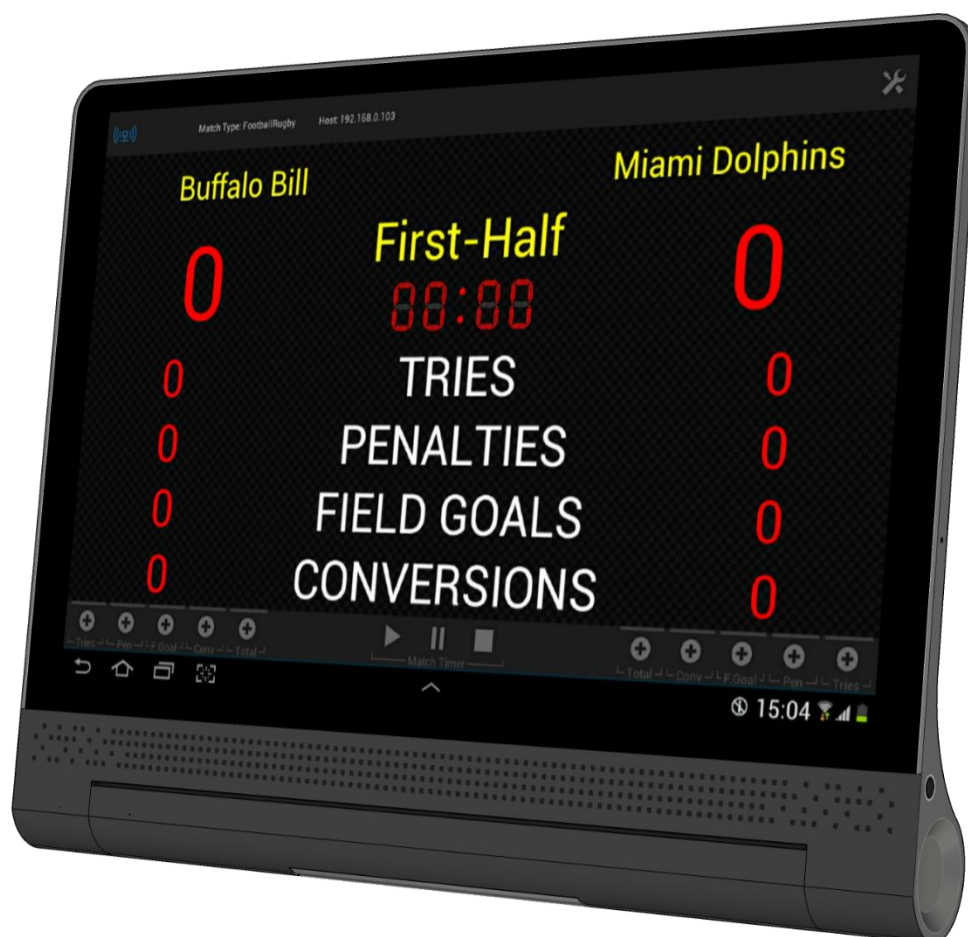 Match Type: FootballRugby Host: 192.168.0.103
Buffalo Bill Miami Dolphins
First-Half
0 0
88:88
0 TRIES 0
0 PENALTIES 0
0 FIELD GOALS 0
0 CONVERSIONS 0
Tries Pen F.Goal Conv Total Match Timer Total Conv F.Goal Pen Tries
15:04